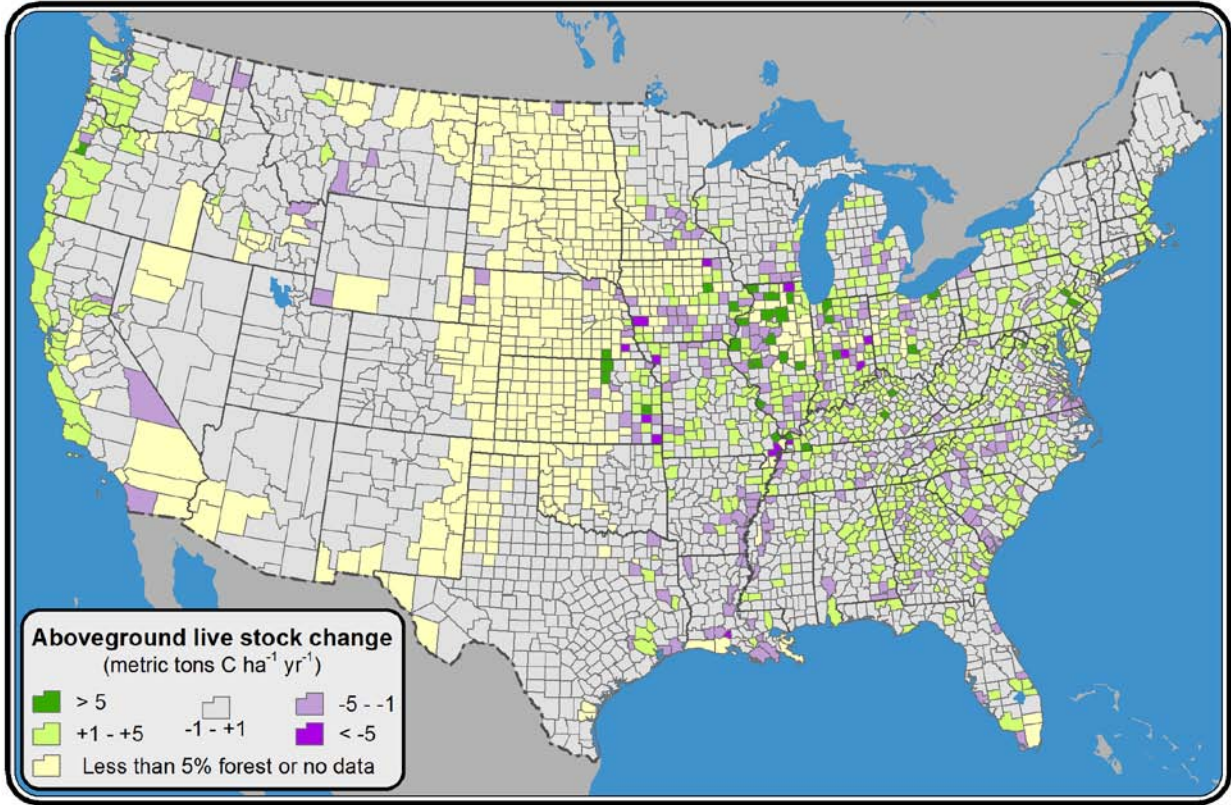 Aboveground live stock change
(metric tons C ha⁻¹ yr⁻¹)
> 5
-1 - +1
-5 - -1
+1 - +5
< -5
Less than 5% forest or no data